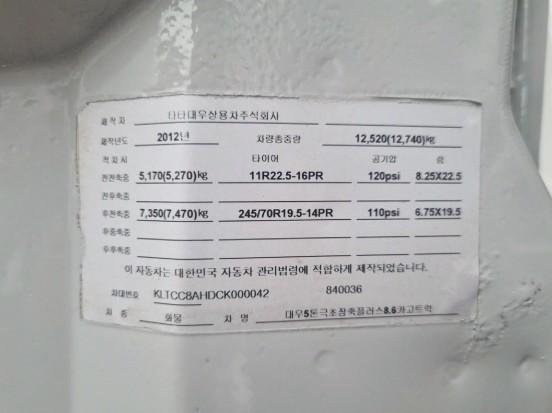 제작자 타타대우상용차주식회사
제작년도 2012년 차량총중량 12,520(12,740)kg
적차시 타이어 공기압 림
전전축중 5,170(5,270)kg 11R22.5-16PR 120psi 8.25X22.5
전후축중
후전축중 7,350(7,470)kg 245/70R19.5-14PR 110psi 6.75X19.5
후중축중
후후축중
이 자동차는 대한민국 자동차 관리법령에 적합하게 제작되었습니다.
차대번호 KLTCC8AHDCK000042 840036
차종 화물 차명 대우5톤극초장축플러스8.6카고트럭